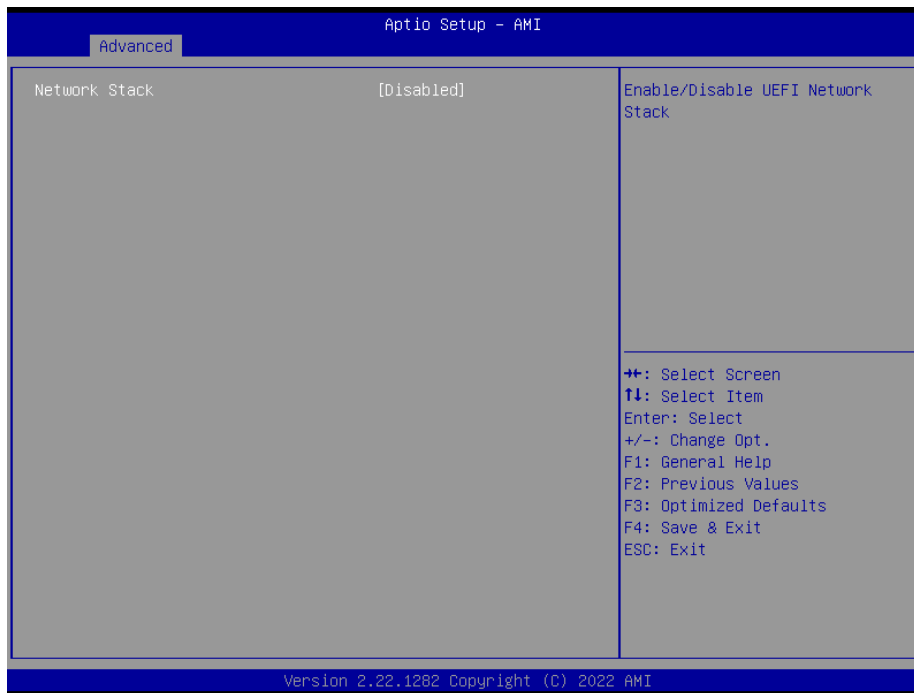 Aptio Setup – AMI
Advanced
Network Stack [Disabled]
Enable/Disable UEFI Network
Stack
→←: Select Screen
↑↓: Select Item
Enter: Select
+/-: Change Opt.
F1: General Help
F2: Previous Values
F3: Optimized Defaults
F4: Save & Exit
ESC: Exit
Version 2.22.1282 Copyright (C) 2022 AMI